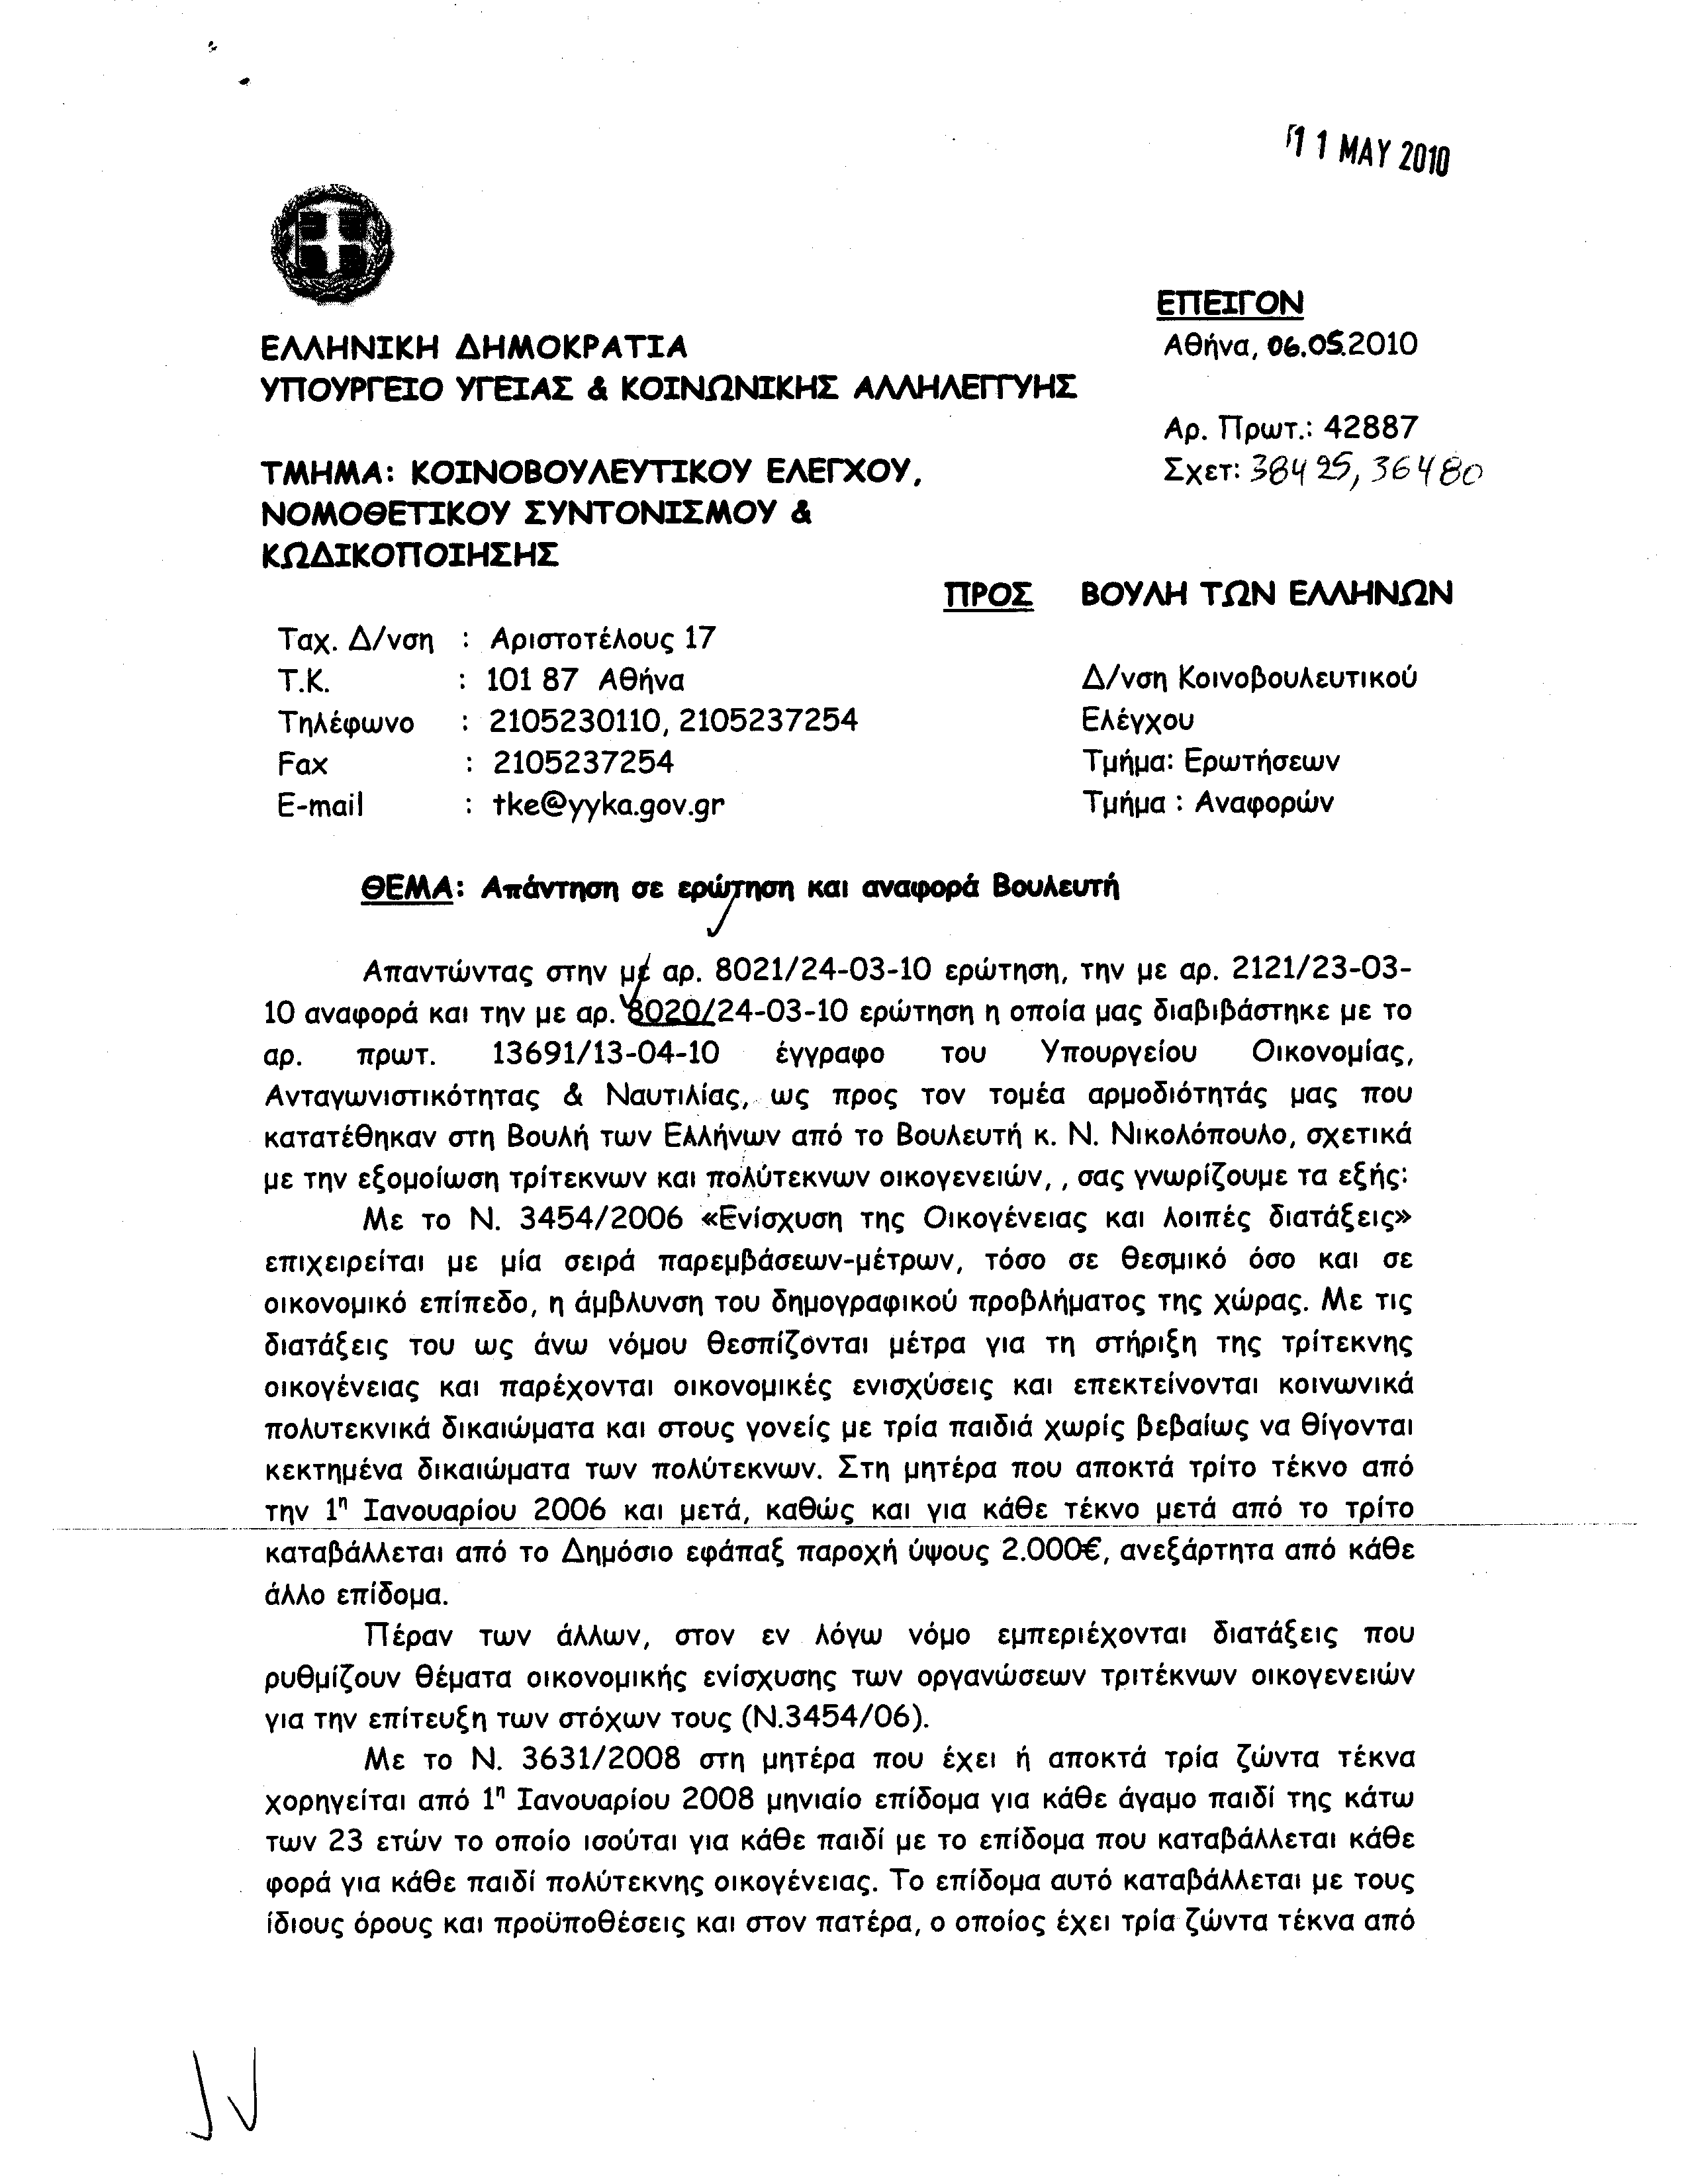 11 MAY 2010
ΕΠΕΙΓΟΝ
ΕΛΛΗΝΙΚΗ ΔΗΜΟΚΡΑΤΙΑ
Αθήνα, 06.05.2010
ΥΠΟΥΡΓΕΙΟ ΥΓΕΙΑΣ & ΚΟΙΝΩΝΙΚΗΣ ΑΛΛΗΛΕΓΓΥΗΣ
Αρ. Πρωτ.: 42887
ΤΜΗΜΑ: ΚΟΙΝΟΒΟΥΛΕΥΤΙΚΟΥ ΕΛΕΓΧΟΥ,
Σχετ: 38425, 36480
ΝΟΜΟΘΕΤΙΚΟΥ ΣΥΝΤΟΝΙΣΜΟΥ &
ΚΩΔΙΚΟΠΟΙΗΣΗΣ
ΠΡΟΣ ΒΟΥΛΗ ΤΩΝ ΕΛΛΗΝΩΝ
Ταχ. Δ/νση : Αριστοτέλους 17
Τ.Κ. : 101 87 Αθήνα
Τηλέφωνο : 2105230110, 2105237254
Fax : 2105237254
E-mail : tke@yyka.gov.gr
Δ/νση Κοινοβουλευτικού
Ελέγχου
Τμήμα: Ερωτήσεων
Τμήμα : Αναφορών
ΘΕΜΑ: Απάντηση σε ερώτηση και αναφορά Βουλευτή
Απαντώντας στην με αρ. 8021/24-03-10 ερώτηση, την με αρ. 2121/23-03-
10 αναφορά και την με αρ. 8020/24-03-10 ερώτηση η οποία μας διαβιβάστηκε με το
αρ. πρωτ. 13691/13-04-10 έγγραφο του Υπουργείου Οικονομίας,
Ανταγωνιστικότητας & Ναυτιλίας, ως προς τον τομέα αρμοδιότητάς μας που
κατατέθηκαν στη Βουλή των Ελλήνων από το Βουλευτή κ. Ν. Νικολόπουλο, σχετικά
με την εξομοίωση τρίτεκνων και πολύτεκνων οικογενειών, , σας γνωρίζουμε τα εξής:
Με το Ν. 3454/2006 «Ενίσχυση της Οικογένειας και λοιπές διατάξεις»
επιχειρείται με μία σειρά παρεμβάσεων-μέτρων, τόσο σε θεσμικό όσο και σε
οικονομικό επίπεδο, η άμβλυνση του δημογραφικού προβλήματος της χώρας. Με τις
διατάξεις του ως άνω νόμου θεσπίζονται μέτρα για τη στήριξη της τρίτεκνης
οικογένειας και παρέχονται οικονομικές ενισχύσεις και επεκτείνονται κοινωνικά
πολυτεκνικά δικαιώματα και στους γονείς με τρία παιδιά χωρίς βεβαίως να θίγονται
κεκτημένα δικαιώματα των πολύτεκνων. Στη μητέρα που αποκτά τρίτο τέκνο από
την 1η Ιανουαρίου 2006 και μετά, καθώς και για κάθε τέκνο μετά από το τρίτο
καταβάλλεται από το Δημόσιο εφάπαξ παροχή ύψους 2.000€, ανεξάρτητα από κάθε
άλλο επίδομα.
Πέραν των άλλων, στον εν λόγω νόμο εμπεριέχονται διατάξεις που
ρυθμίζουν θέματα οικονομικής ενίσχυσης των οργανώσεων τριτέκνων οικογενειών
για την επίτευξη των στόχων τους (Ν.3454/06).
Με το Ν. 3631/2008 στη μητέρα που έχει ή αποκτά τρία ζώντα τέκνα
χορηγείται από 1η Ιανουαρίου 2008 μηνιαίο επίδομα για κάθε άγαμο παιδί της κάτω
των 23 ετών το οποίο ισούται για κάθε παιδί με το επίδομα που καταβάλλεται κάθε
φορά για κάθε παιδί πολύτεκνης οικογένειας. Το επίδομα αυτό καταβάλλεται με τους
ίδιους όρους και προϋποθέσεις και στον πατέρα, ο οποίος έχει τρία ζώντα τέκνα από